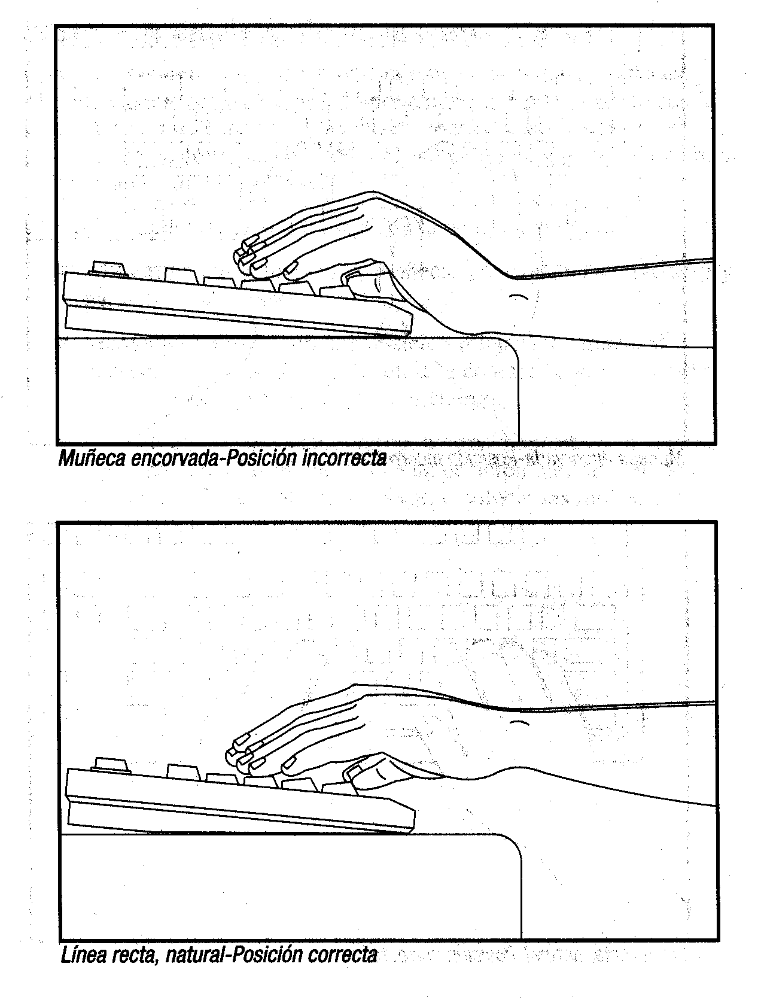 Muñeca encorvada-Posición incorrecta
Línea recta, natural-Posición correcta